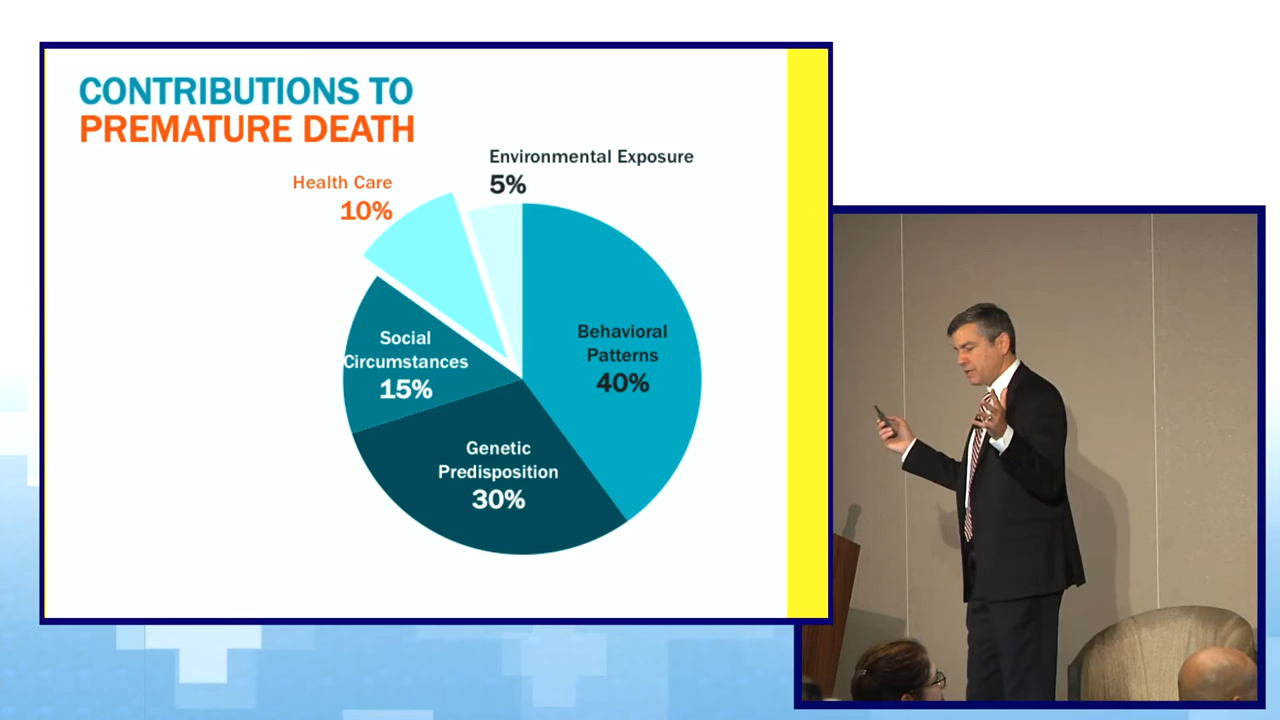 CONTRIBUTIONS TO
PREMATURE DEATH
Environmental Exposure
5%
Health Care
10%
Behavioral
Patterns
40%
Social
Circumstances
15%
Genetic
Predisposition
30%